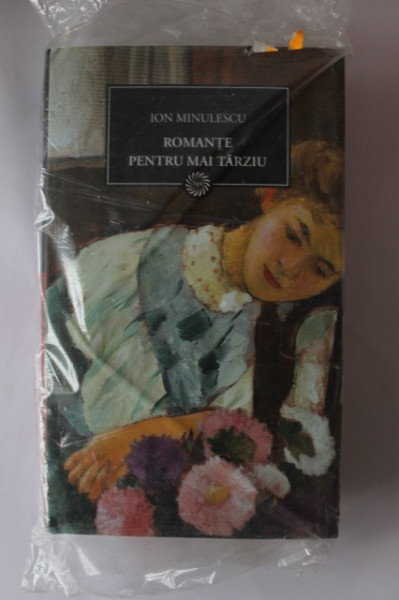 ION MINULESCU
ROMANȚE
PENTRU MAI TÂRZIU